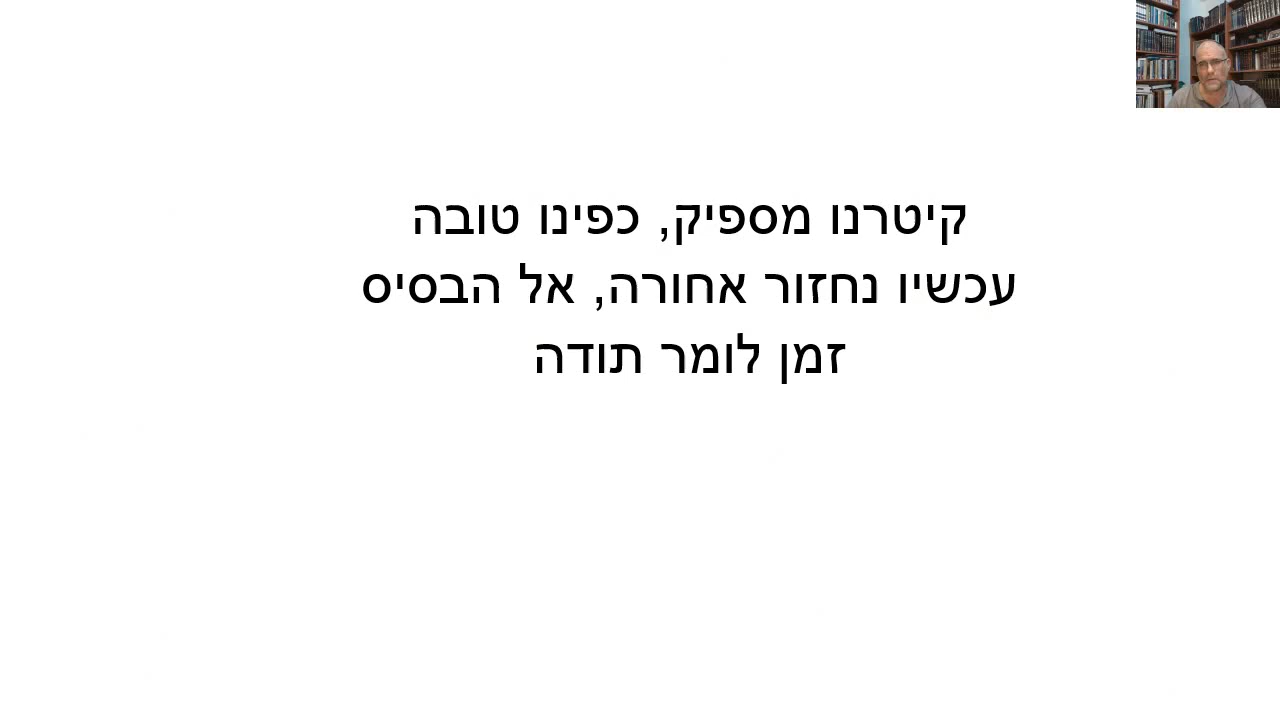 קיטרנו מספיק, כפינו טובה
עכשיו נחזור אחורה, אל הבסיס
זמן לומר תודה